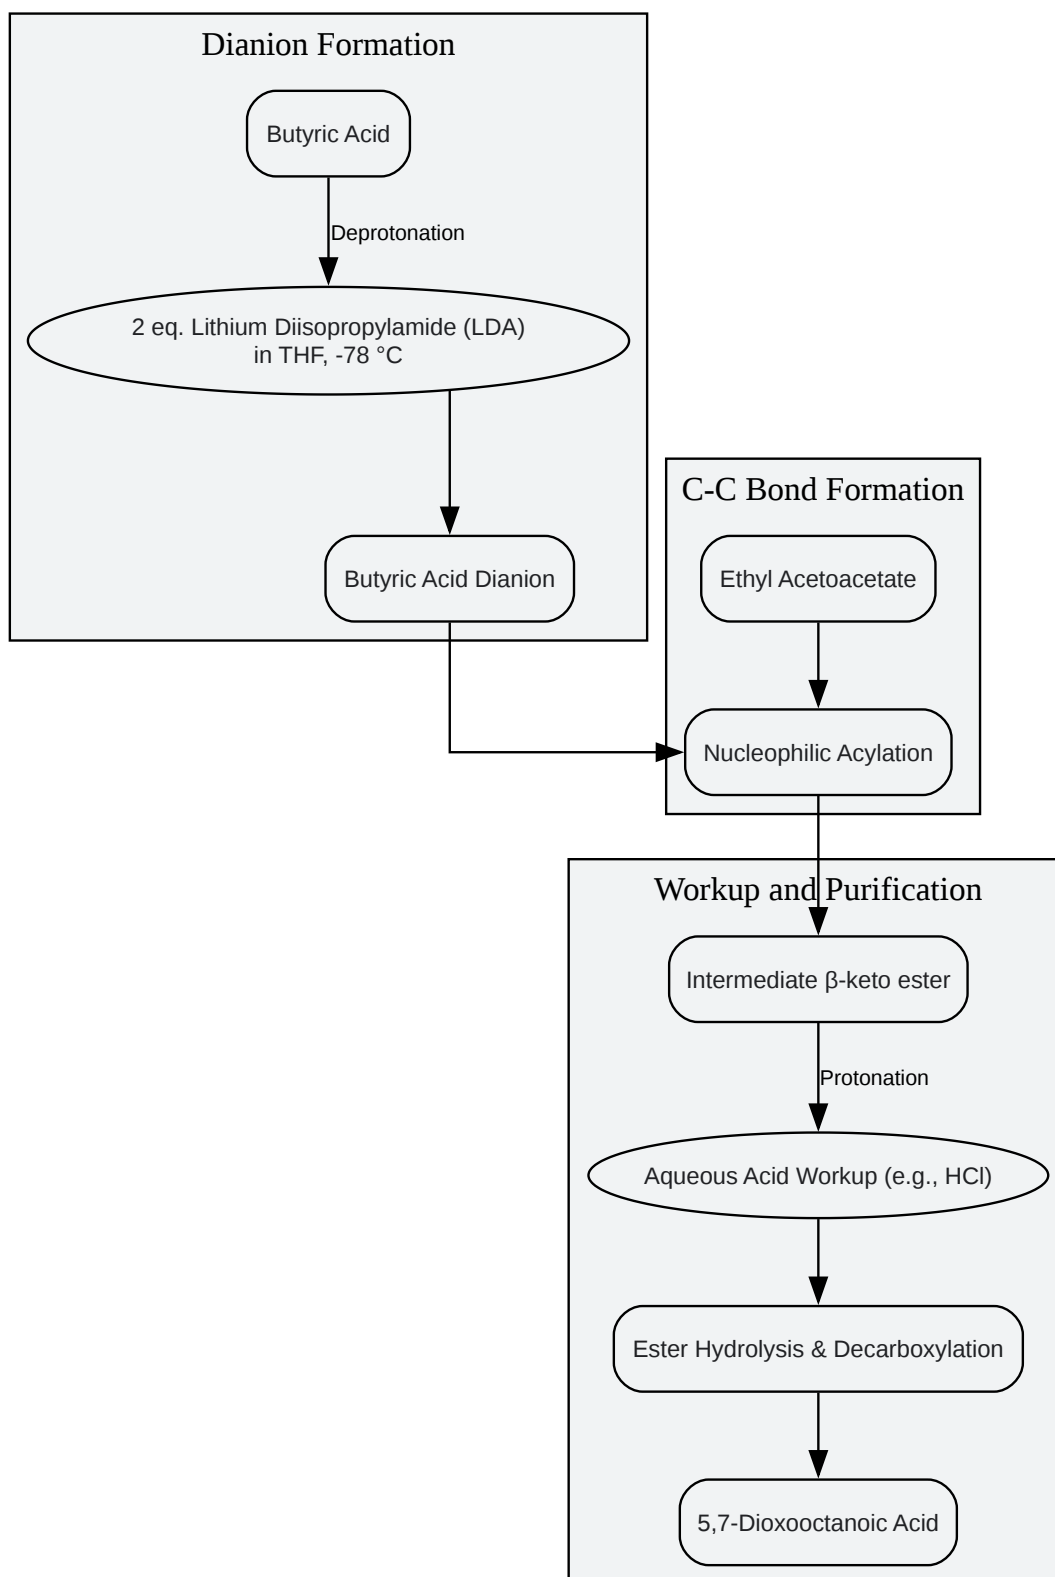 Dianion Formation
Butyric Acid
Deprotonation
2 eq. Lithium Diisopropylamide (LDA)
in THF, -78 °C
Butyric Acid Dianion
C-C Bond Formation
Ethyl Acetoacetate
Nucleophilic Acylation
Workup and Purification
Intermediate β-keto ester
Protonation
Aqueous Acid Workup (e.g., HCl)
Ester Hydrolysis & Decarboxylation
5,7-Dioxooctanoic Acid